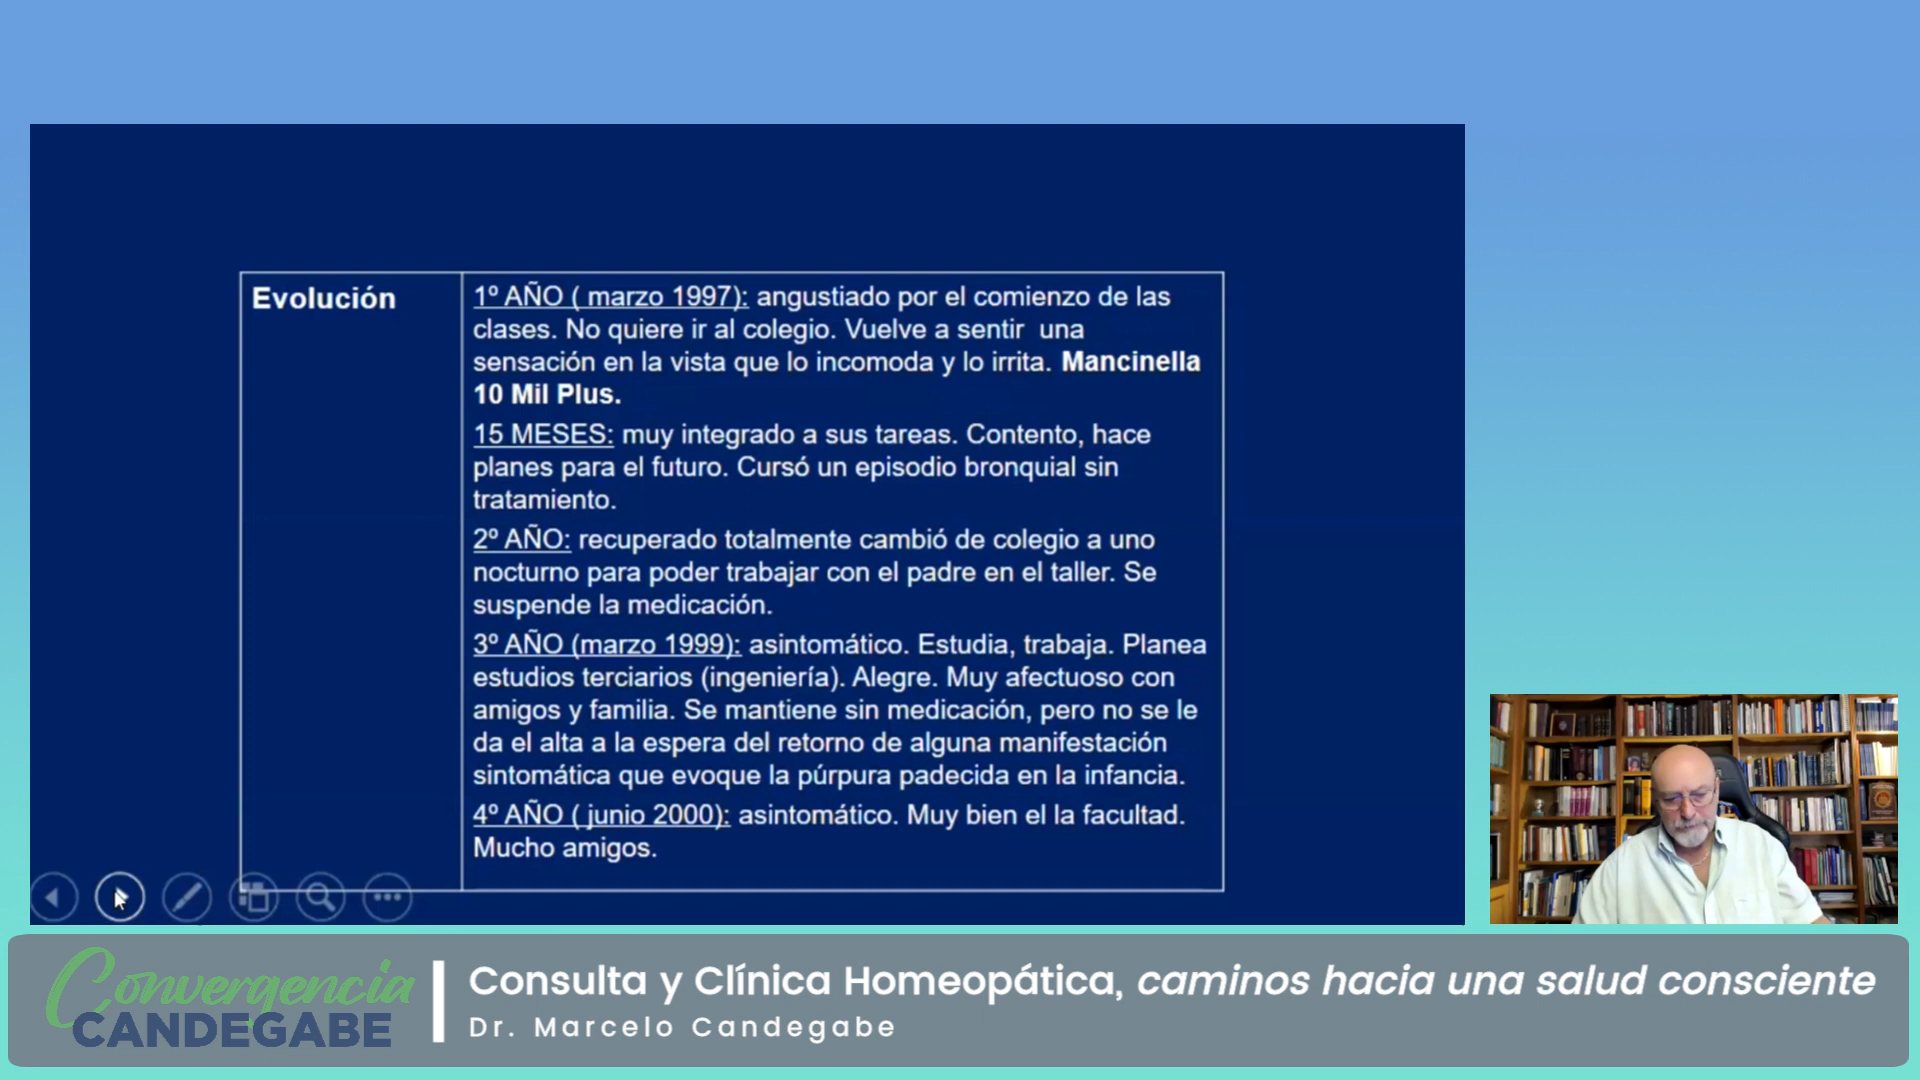 Evolución
1º AÑO ( marzo 1997): angustiado por el comienzo de las
clases. No quiere ir al colegio. Vuelve a sentir una
sensación en la vista que lo incomoda y lo irrita. Mancinella
10 Mil Plus.
15 MESES: muy integrado a sus tareas. Contento, hace
planes para el futuro. Cursó un episodio bronquial sin
tratamiento.
2º AÑO: recuperado totalmente cambió de colegio a uno
nocturno para poder trabajar con el padre en el taller. Se
suspende la medicación.
3º AÑO (marzo 1999): asintomático. Estudia, trabaja. Planea
estudios terciarios (ingeniería). Alegre. Muy afectuoso con
amigos y familia. Se mantiene sin medicación, pero no se le
da el alta a la espera del retorno de alguna manifestación
sintomática que evoque la púrpura padecida en la infancia.
4º AÑO ( junio 2000): asintomático. Muy bien el la facultad.
Mucho amigos.
Convergencia
CANDEGABE
Consulta y Clínica Homeopática, caminos hacia una salud consciente
Dr. Marcelo Candegabe